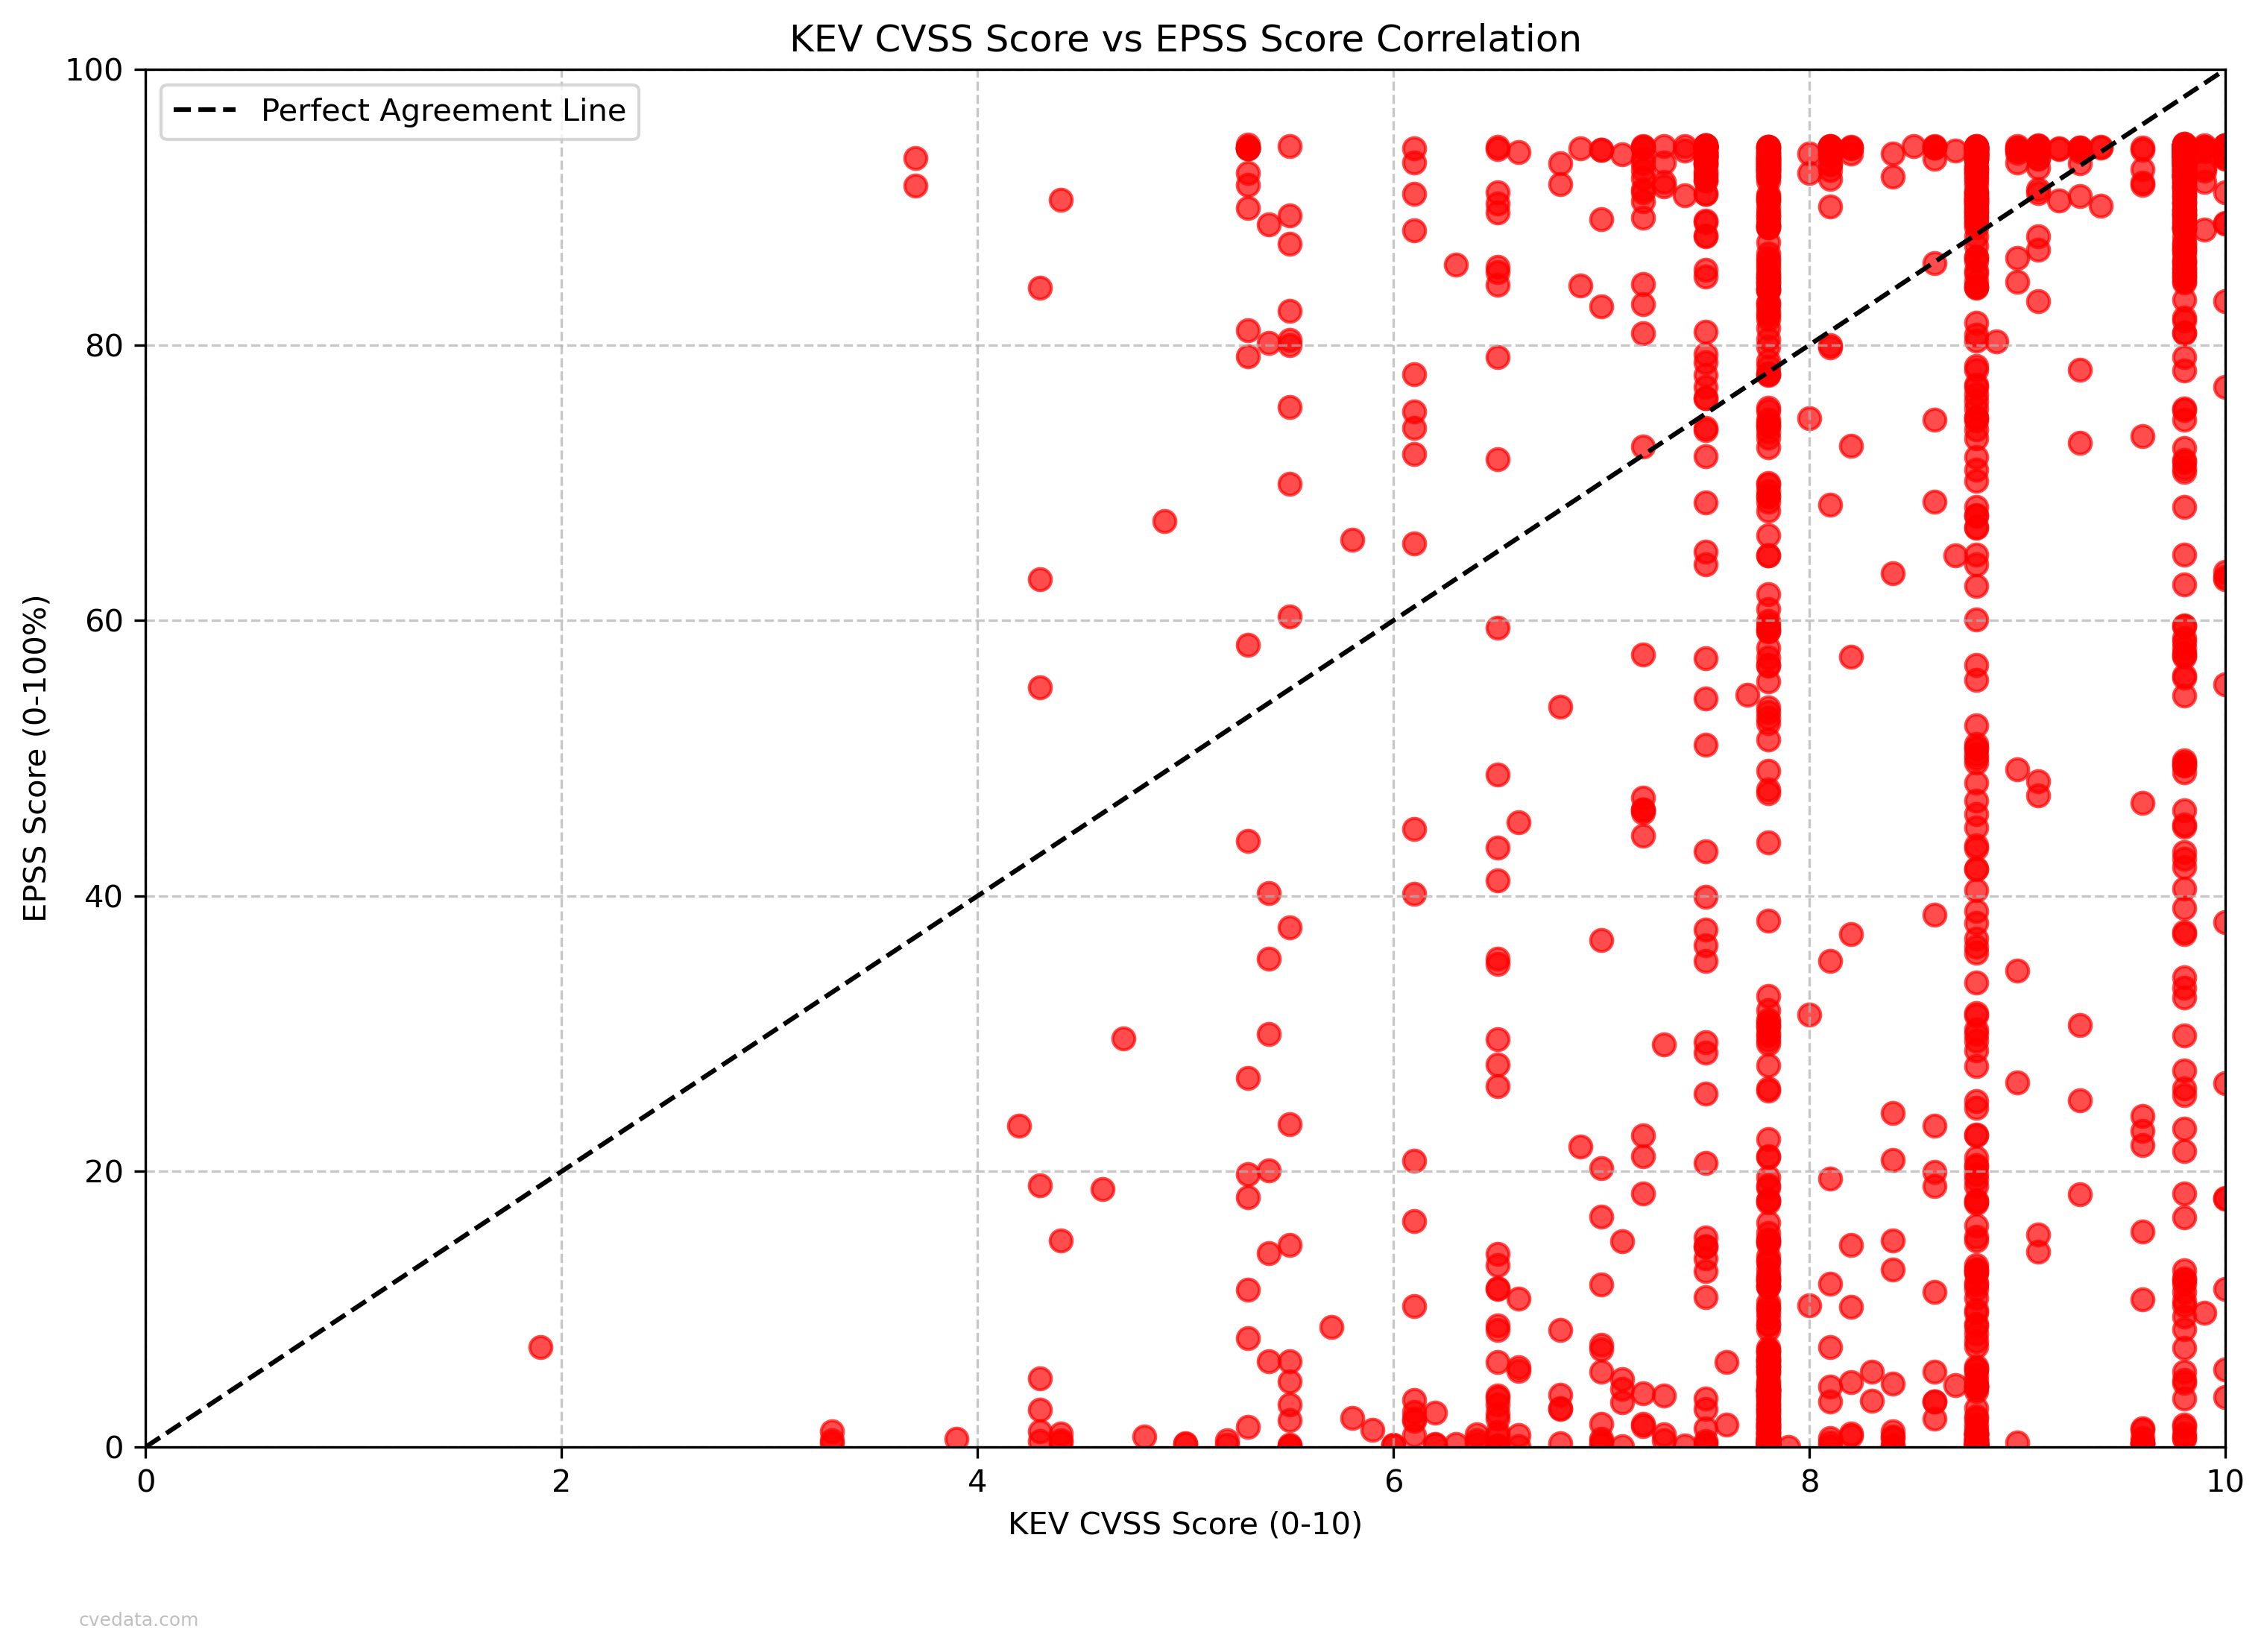 KEV CVSS Score vs EPSS Score Correlation
Perfect Agreement Line
EPSS Score (0-100%)
100
80
60
40
20
0
0 2 4 6 8 10
KEV CVSS Score (0-10)
cvedata.com